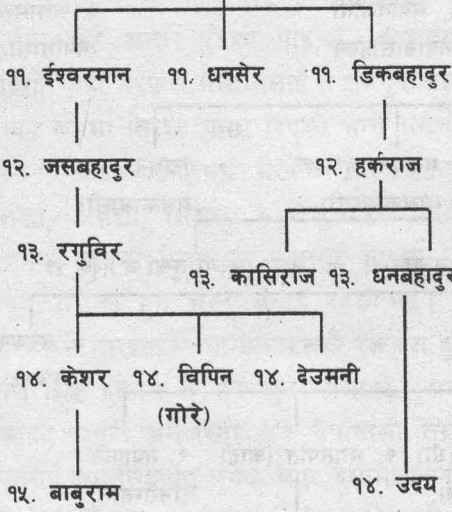 ११. ईश्वरमान ११. धनसेर ११. डिकबहादुर
१२. जसबहादुर १२. हर्कराज
१३. रगुविर
१३. कासिराज १३. धनबहादुर
१४. केशर १४. विपिन १४. देउमनी
(गोरे)
१५. बाबुराम १४. उदय